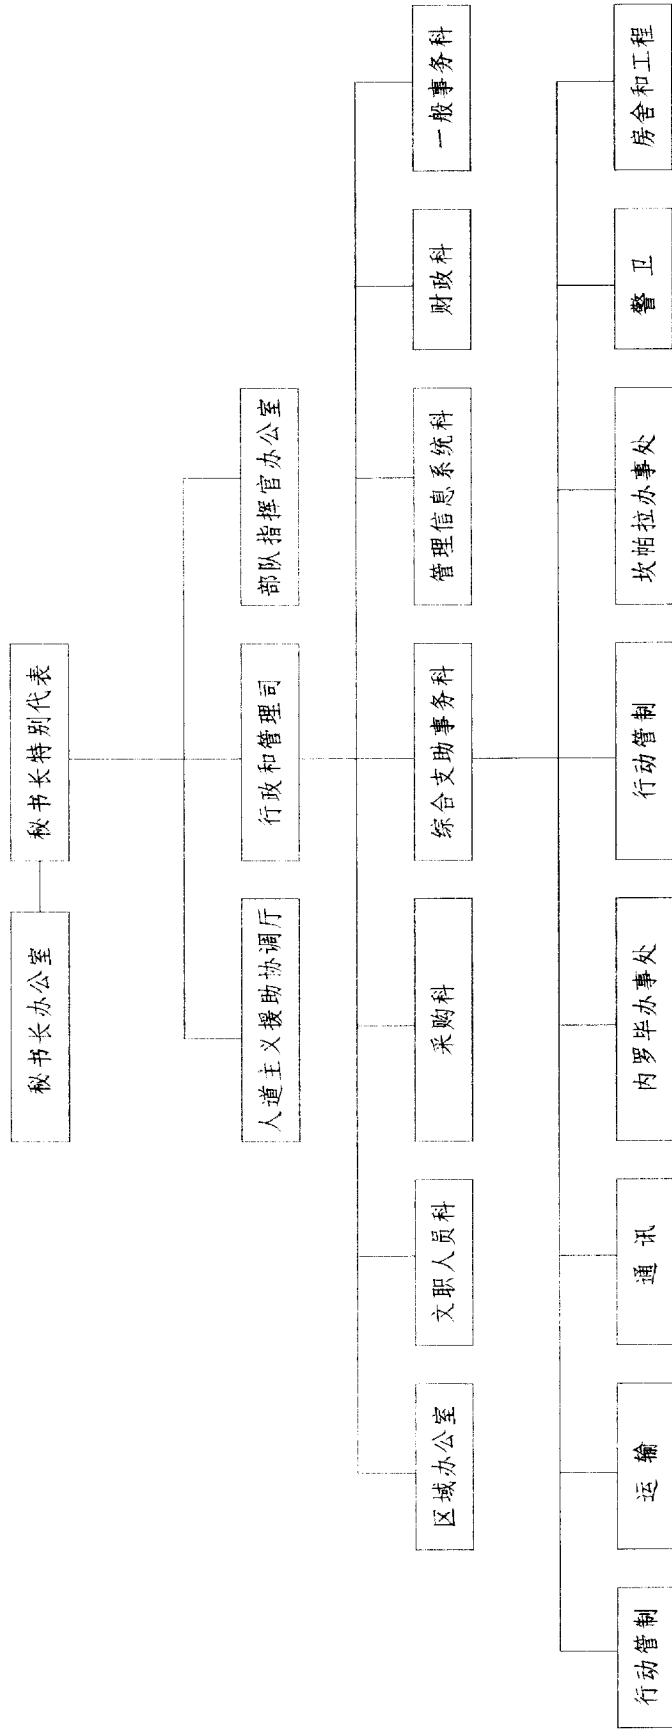 秘书长办公室
秘书长特别代表
人道主义援助协调厅
行政和管理司
部队指挥官办公室
区域办公室
文职人员科
采购科
综合支助事务科
管理信息系统科
财政科
一般事务科
行动管制
运输
通讯
内罗毕办事处
行动管制
坎帕拉办事处
警卫
房舍和工程